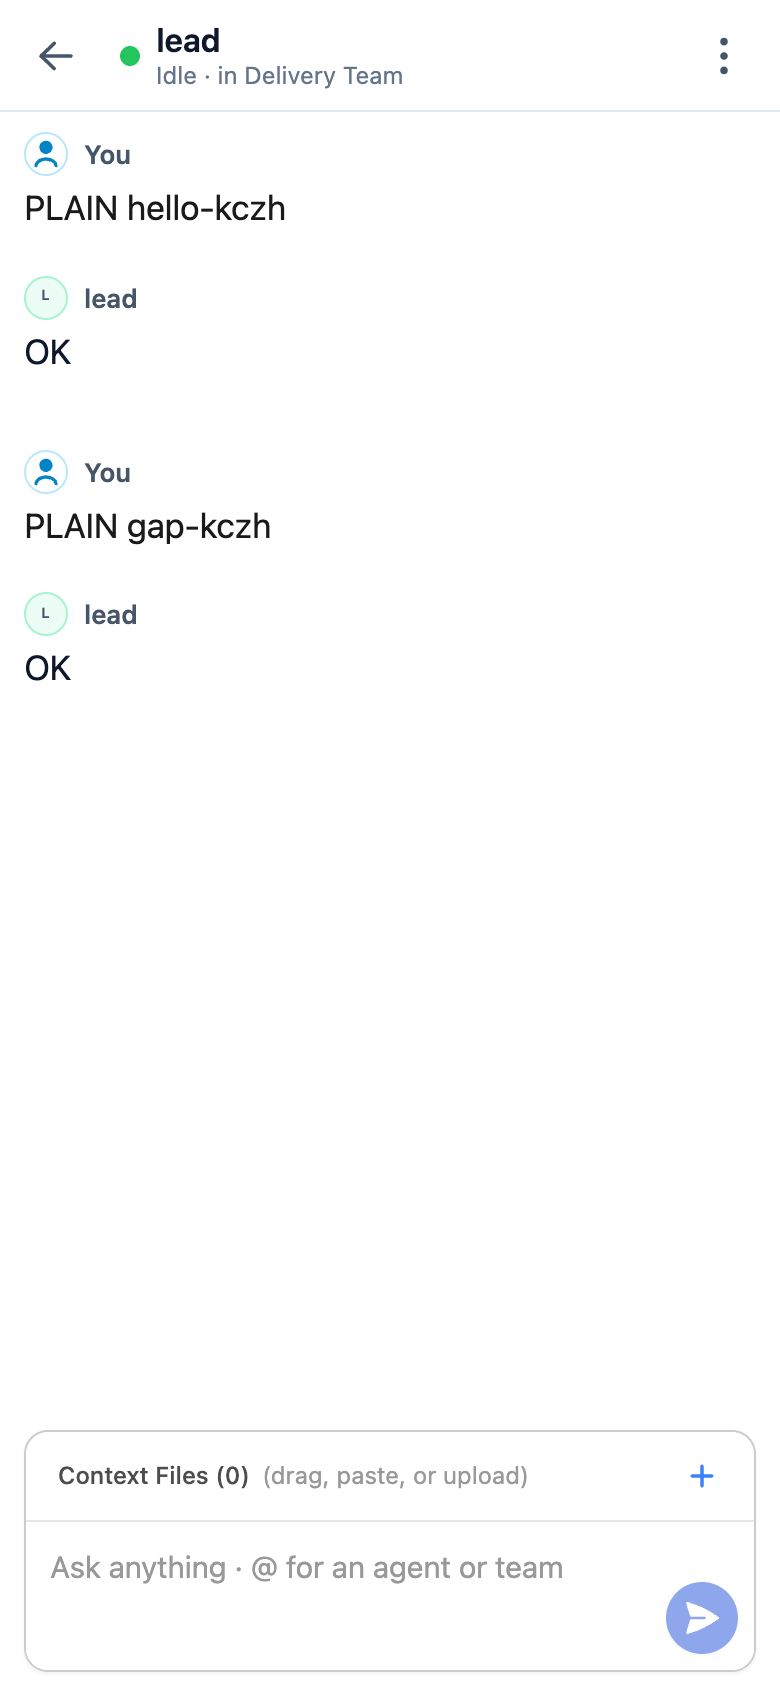 lead
Idle · in Delivery Team
You
PLAIN hello-kczh
L lead
OK
You
PLAIN gap-kczh
L lead
OK
Context Files (0) (drag, paste, or upload)
Ask anything · @ for an agent or team